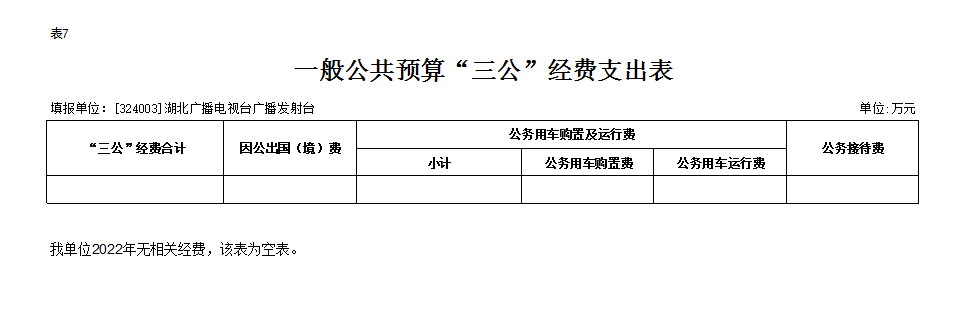 表7
一般公共预算“三公”经费支出表
填报单位：[324003]湖北广播电视台广播发射台 单位:万元
“三公”经费合计 因公出国（境）费 公务用车购置及运行费 公务接待费
小计 公务用车购置费 公务用车运行费
我单位2022年无相关经费，该表为空表。